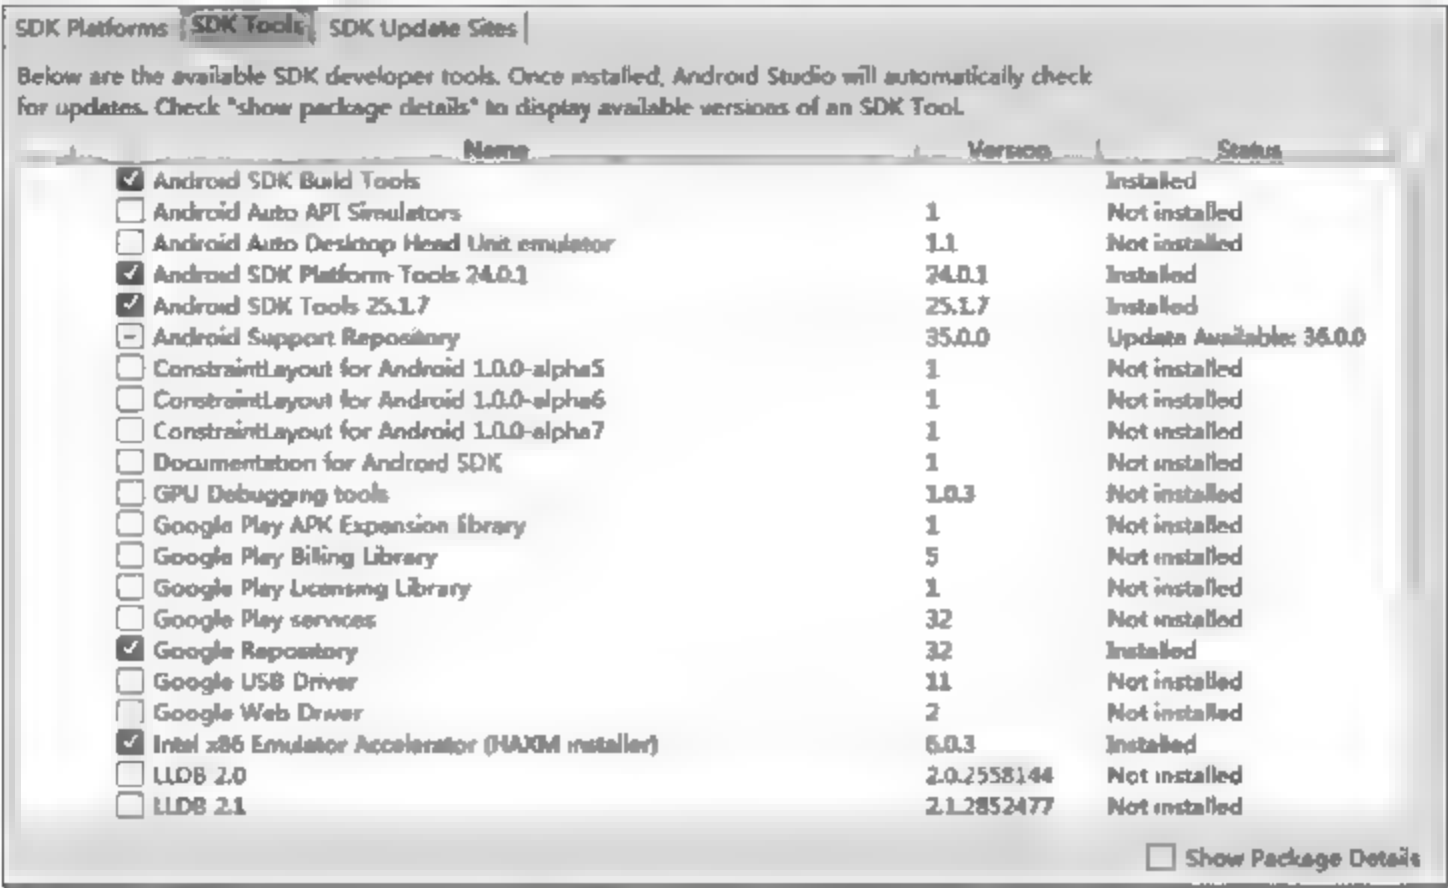 SDK Platforms SDK Tools SDK Update Sites
Below are the available SDK developer tools. Once installed, Android Studio will automatically check
for updates. Check "show package details" to display available versions of an SDK Tool.
Name Version Status
Android SDK Build Tools Installed
Android Auto API Simulators 1 Not installed
Android Auto Desktop Head Unit emulator 1.1 Not installed
Android SDK Platform-Tools 24.0.1 24.0.1 Installed
Android SDK Tools 25.1.7 25.1.7 Installed
Android Support Repository 35.0.0 Update Available: 36.0.0
ConstraintLayout for Android 1.0.0-alpha5 1 Not installed
ConstraintLayout for Android 1.0.0-alpha6 1 Not installed
ConstraintLayout for Android 1.0.0-alpha7 1 Not installed
Documentation for Android SDK 1 Not installed
GPU Debugging tools 1.0.3 Not installed
Google Play APK Expansion library 1 Not installed
Google Play Billing Library 5 Not installed
Google Play Licensing Library 1 Not installed
Google Play services 32 Not installed
Google Repository 32 Installed
Google USB Driver 11 Not installed
Google Web Driver 2 Not installed
Intel x86 Emulator Accelerator (HAXM installer) 6.0.3 Installed
LLDB 2.0 2.0.2558144 Not installed
LLDB 2.1 2.1.2852477 Not installed
Show Package Details